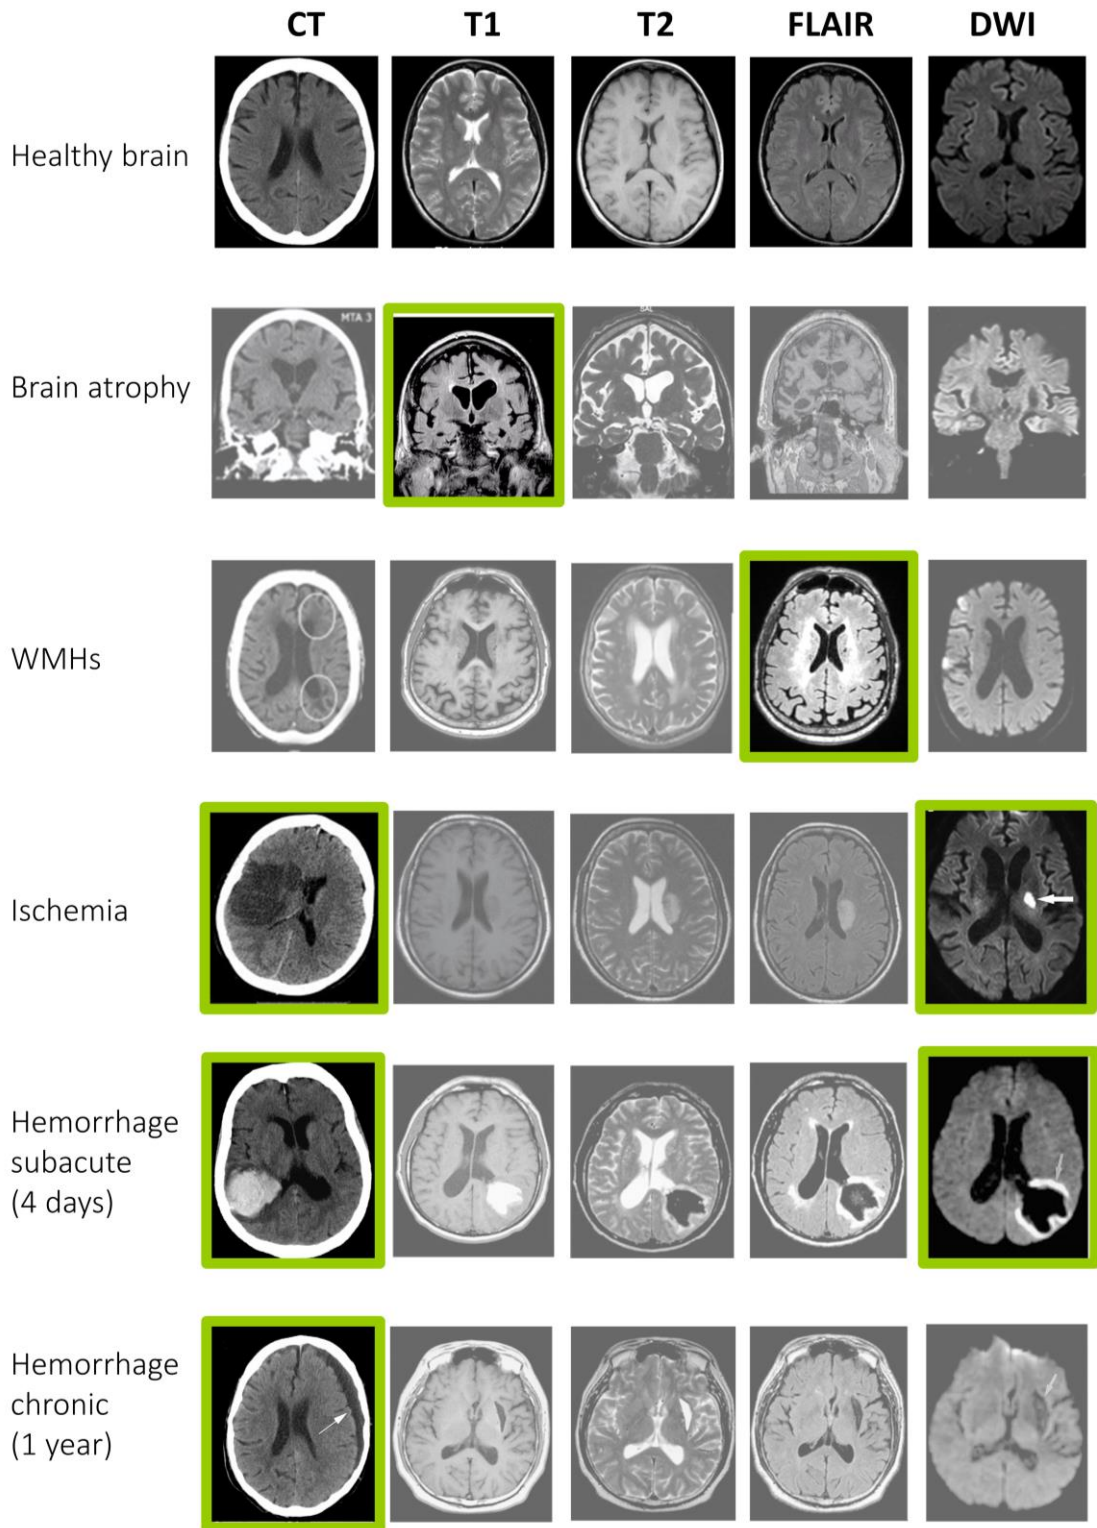 CT T1 T2 FLAIR DWI
Healthy brain
MTA 3
SAL
Brain atrophy
WMHs
Ischemia
Hemorrhage
subacute
(4 days)
Hemorrhage
chronic
(1 year)